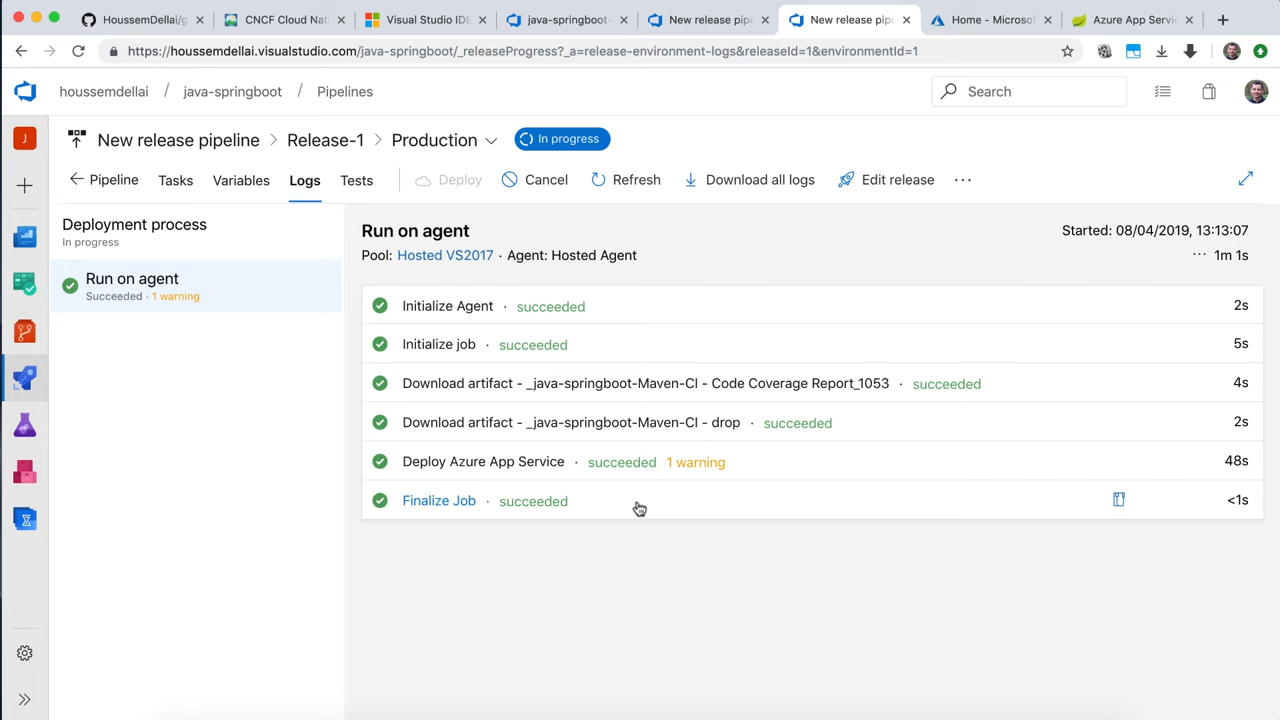 HoussemDellai/g
CNCF Cloud Nat
Visual Studio IDE
java-springboot-
New release pipe
New release pipe
Home - Microsof
Azure App Servic
https://houssemdellai.visualstudio.com/java-springboot/_releaseProgress?_a=release-environment-logs&releaseId=1&environmentId=1
houssemdellai / java-springboot / Pipelines
Search
J
New release pipeline > Release-1 > Production
In progress
Pipeline
Tasks
Variables
Logs
Tests
Deploy
Cancel
Refresh
Download all logs
Edit release
...
Deployment process
In progress
Run on agent
Succeeded · 1 warning
Run on agent
Started: 08/04/2019, 13:13:07
Pool: Hosted VS2017 · Agent: Hosted Agent
... 1m 1s
Initialize Agent · succeeded 2s
Initialize job · succeeded 5s
Download artifact - _java-springboot-Maven-CI - Code Coverage Report_1053 · succeeded 4s
Download artifact - _java-springboot-Maven-CI - drop · succeeded 2s
Deploy Azure App Service · succeeded 1 warning 48s
Finalize Job · succeeded <1s